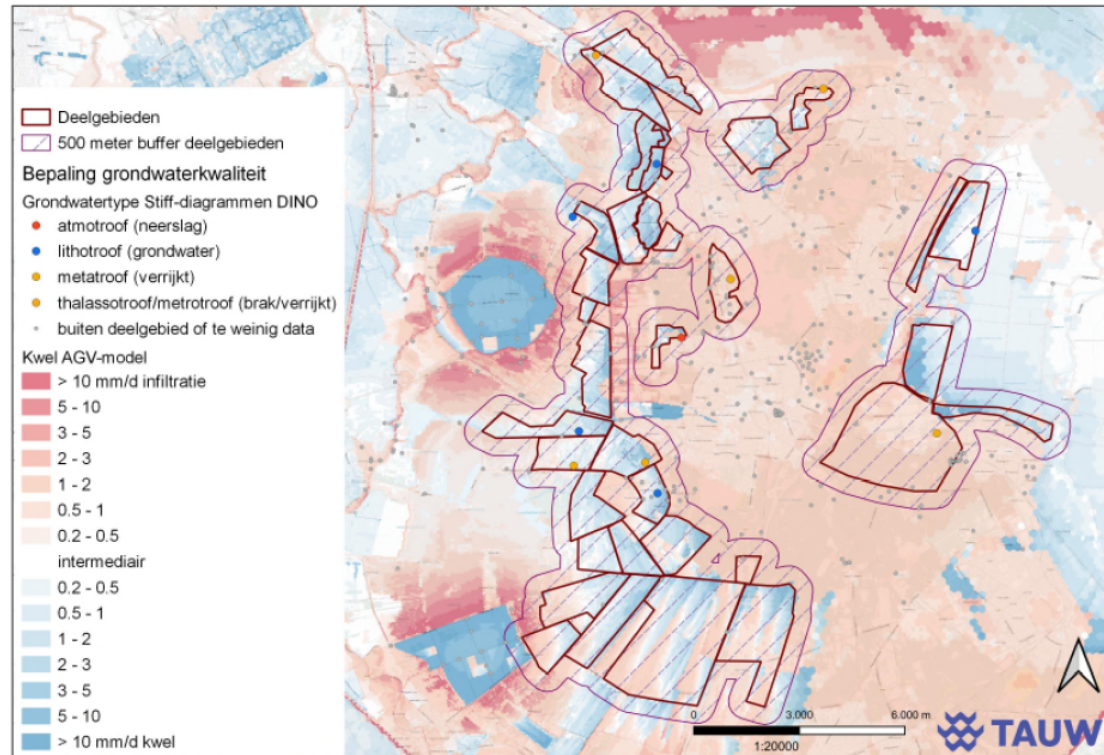 Deelgebieden
500 meter buffer deelgebieden
Bepaling grondwaterkwaliteit
Grondwatertype Stiff-diagrammen DINO
atmotroof (neerslag)
lithotroof (grondwater)
metatroof (verrijkt)
thalassotroof/metrotroof (brak/verrijkt)
buiten deelgebied of te weinig data
Kwel AGV-model
> 10 mm/d infiltratie
5 - 10
3 - 5
2 - 3
1 - 2
0.5 - 1
0.2 - 0.5
intermediair
0.2 - 0.5
0.5 - 1
1 - 2
2 - 3
3 - 5
5 - 10
> 10 mm/d kwel
0 3.000 6.000 m
1:20000
TAUW